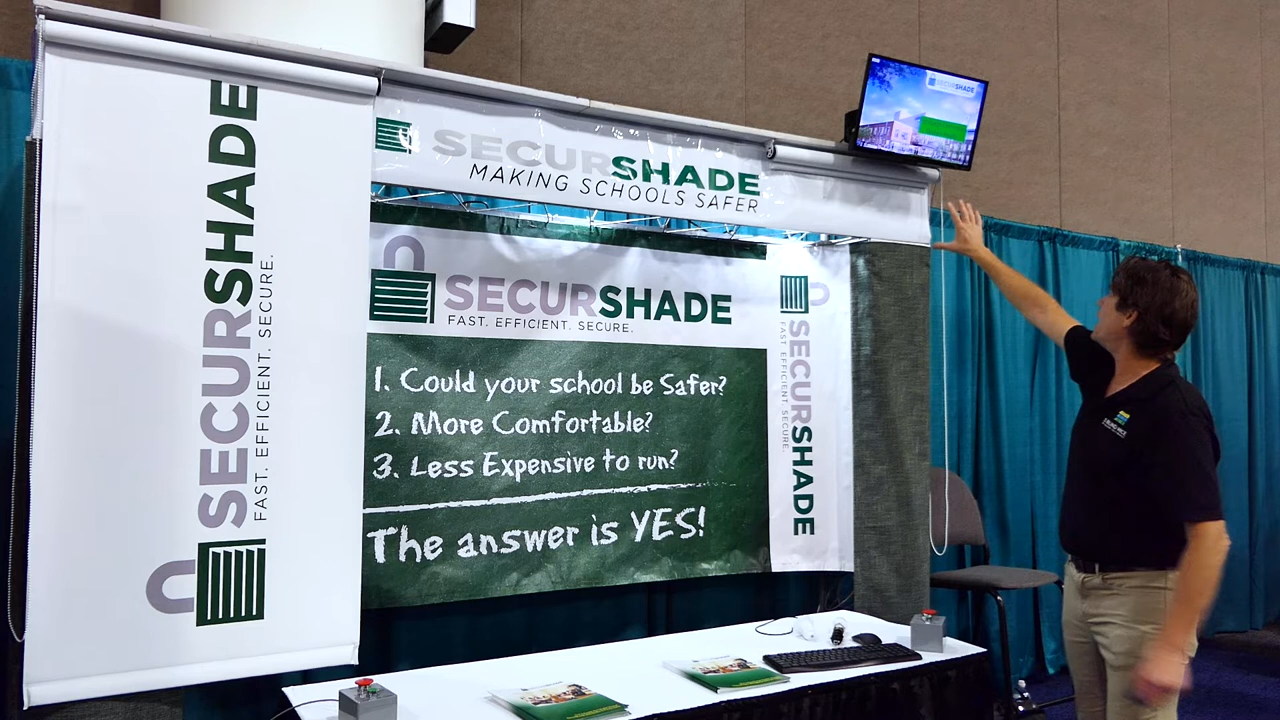 SECURSHADE
FAST. EFFICIENT. SECURE.
SECURSHADE
MAKING SCHOOLS SAFER
SECURSHADE
SECURSHADE
FAST. EFFICIENT. SECURE.
1. Could your school be Safer?
2. More Comfortable?
3. Less Expensive to run?
The answer is YES!
SECURSHADE
FAST. EFFICIENT. SECURE.